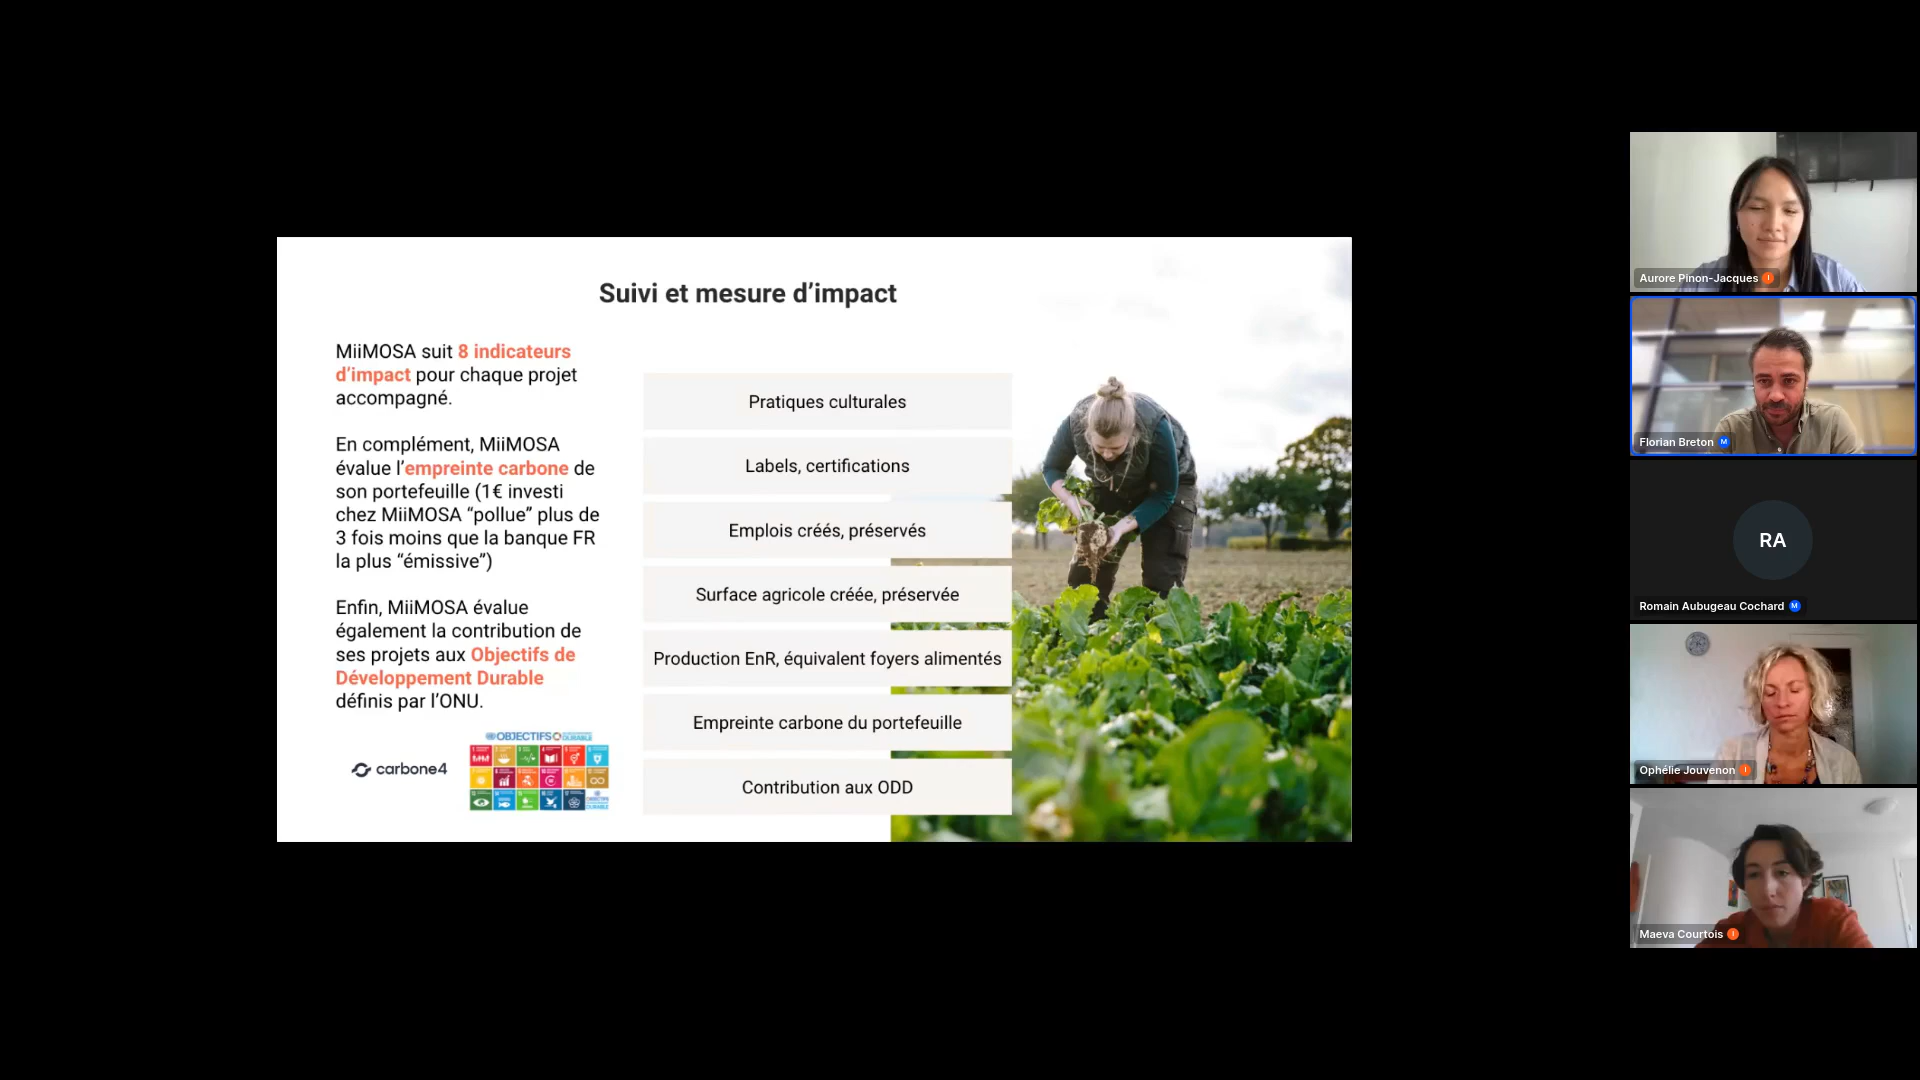 Suivi et mesure d’impact
MiiMOSA suit 8 indicateurs
d’impact pour chaque projet
accompagné.
En complément, MiiMOSA
évalue l’empreinte carbone de
son portefeuille (1€ investi
chez MiiMOSA “pollue” plus de
3 fois moins que la banque FR
la plus “émissive”)
Enfin, MiiMOSA évalue
également la contribution de
ses projets aux Objectifs de
Développement Durable
définis par l’ONU.
carbone4
OBJECTIFS
DURABLE
Pratiques culturales
Labels, certifications
Emplois créés, préservés
Surface agricole créée, préservée
Production EnR, équivalent foyers alimentés
Empreinte carbone du portefeuille
Contribution aux ODD
Aurore Pinon-Jacques
Florian Breton M
RA
Romain Aubugeau Cochard M
Ophélie Jouvenon
Maeva Courtois